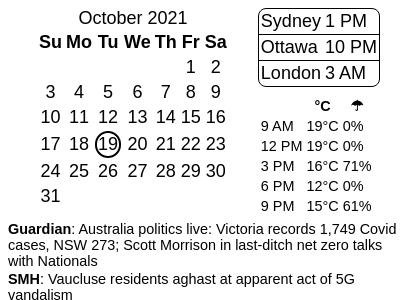 October 2021
Su Mo Tu We Th Fr Sa
1 2
3 4 5 6 7 8 9
10 11 12 13 14 15 16
17 18 19 20 21 22 23
24 25 26 27 28 29 30
31
Sydney 1 PM
Ottawa 10 PM
London 3 AM
°C ☂
9 AM 19°C 0%
12 PM 19°C 0%
3 PM 16°C 71%
6 PM 12°C 0%
9 PM 15°C 61%
Guardian: Australia politics live: Victoria records 1,749 Covid
cases, NSW 273; Scott Morrison in last-ditch net zero talks
with Nationals
SMH: Vaucluse residents aghast at apparent act of 5G
vandalism